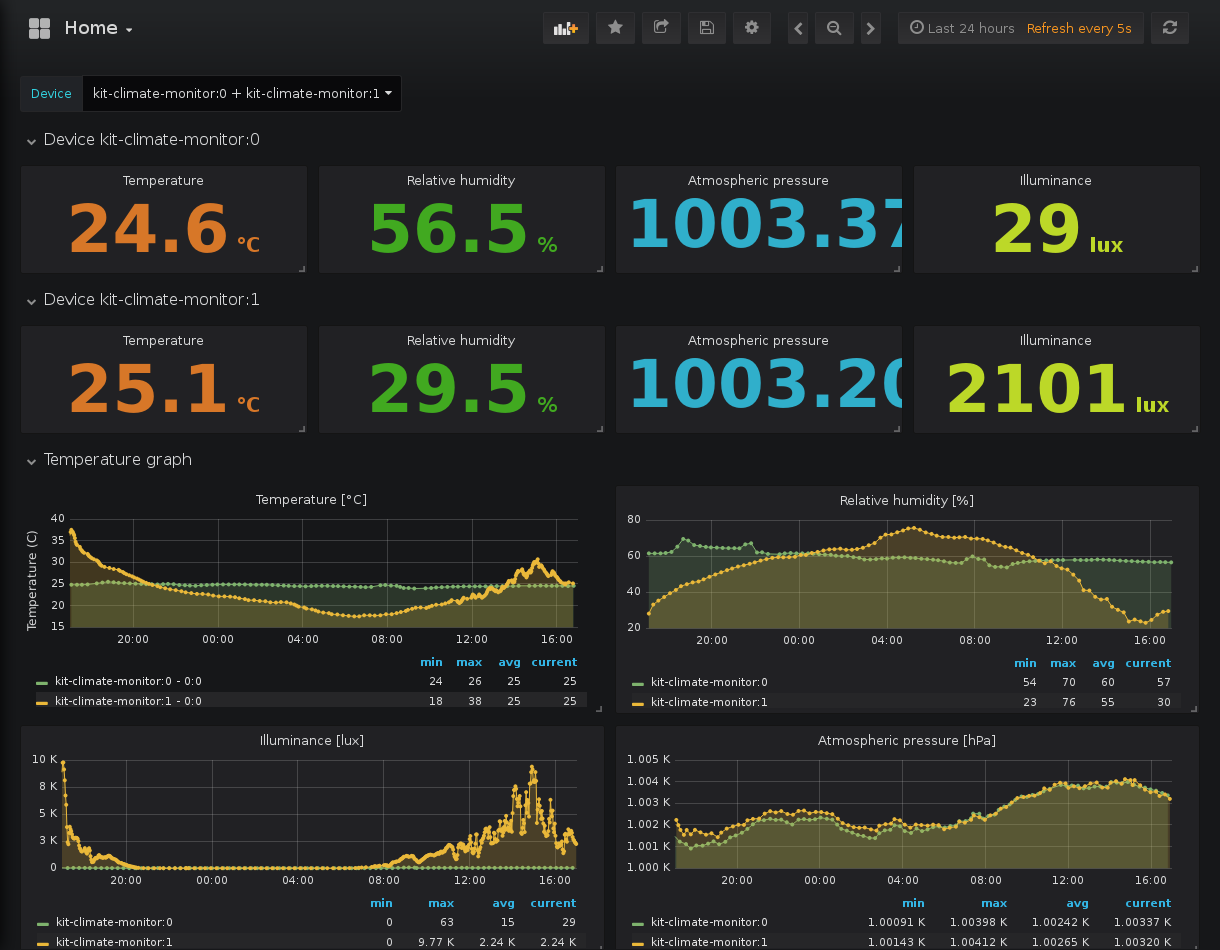 Home
Last 24 hours Refresh every 5s
Device kit-climate-monitor:0 + kit-climate-monitor:1
Device kit-climate-monitor:0
Temperature Relative humidity Atmospheric pressure Illuminance
24.6 °C 56.5 % 1003.37 29 lux
Device kit-climate-monitor:1
Temperature Relative humidity Atmospheric pressure Illuminance
25.1 °C 29.5 % 1003.20 2101 lux
Temperature graph
Temperature [°C]
Temperature (C)
40
35
30
25
20
15
20:00 00:00 04:00 08:00 12:00 16:00
min max avg current
kit-climate-monitor:0 - 0:0 24 26 25 25
kit-climate-monitor:1 - 0:0 18 38 25 25
Relative humidity [%]
80
60
40
20
20:00 00:00 04:00 08:00 12:00 16:00
min max avg current
kit-climate-monitor:0 54 70 60 57
kit-climate-monitor:1 23 76 55 30
Illuminance [lux]
10 K
8 K
5 K
3 K
0
20:00 00:00 04:00 08:00 12:00 16:00
min max avg current
kit-climate-monitor:0 0 63 15 29
kit-climate-monitor:1 0 9.77 K 2.24 K 2.24 K
Atmospheric pressure [hPa]
1.005 K
1.004 K
1.003 K
1.002 K
1.001 K
1.000 K
20:00 00:00 04:00 08:00 12:00 16:00
min max avg current
kit-climate-monitor:0 1.00091 K 1.00398 K 1.00242 K 1.00337 K
kit-climate-monitor:1 1.00143 K 1.00412 K 1.00265 K 1.00320 K